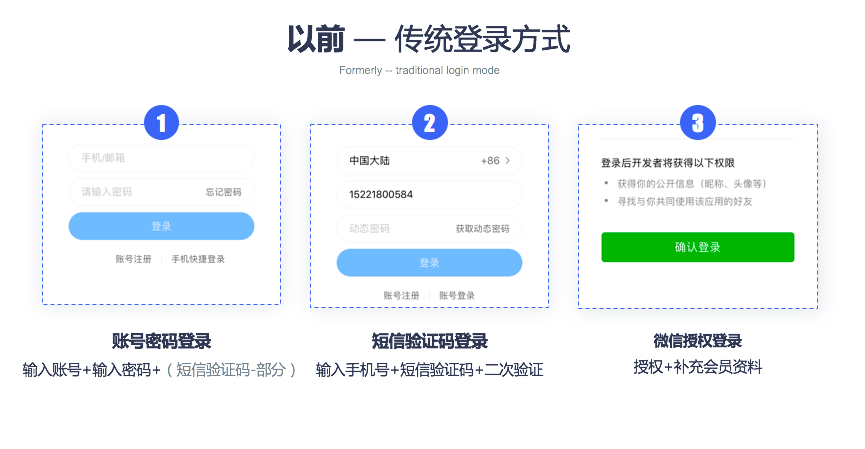 以前 — 传统登录方式
Formerly -- traditional login mode
1
手机/邮箱
请输入密码 忘记密码
登录
账号注册 | 手机快捷登录
账号密码登录
输入账号+输入密码+（短信验证码-部分）
2
中国大陆 +86 >
15221800584
动态密码 获取动态密码
登录
账号注册 | 账号登录
短信验证码登录
输入手机号+短信验证码+二次验证
3
登录后开发者将获得以下权限
• 获得你的公开信息（昵称、头像等）
• 寻找与你共同使用该应用的好友
确认登录
微信授权登录
授权+补充会员资料